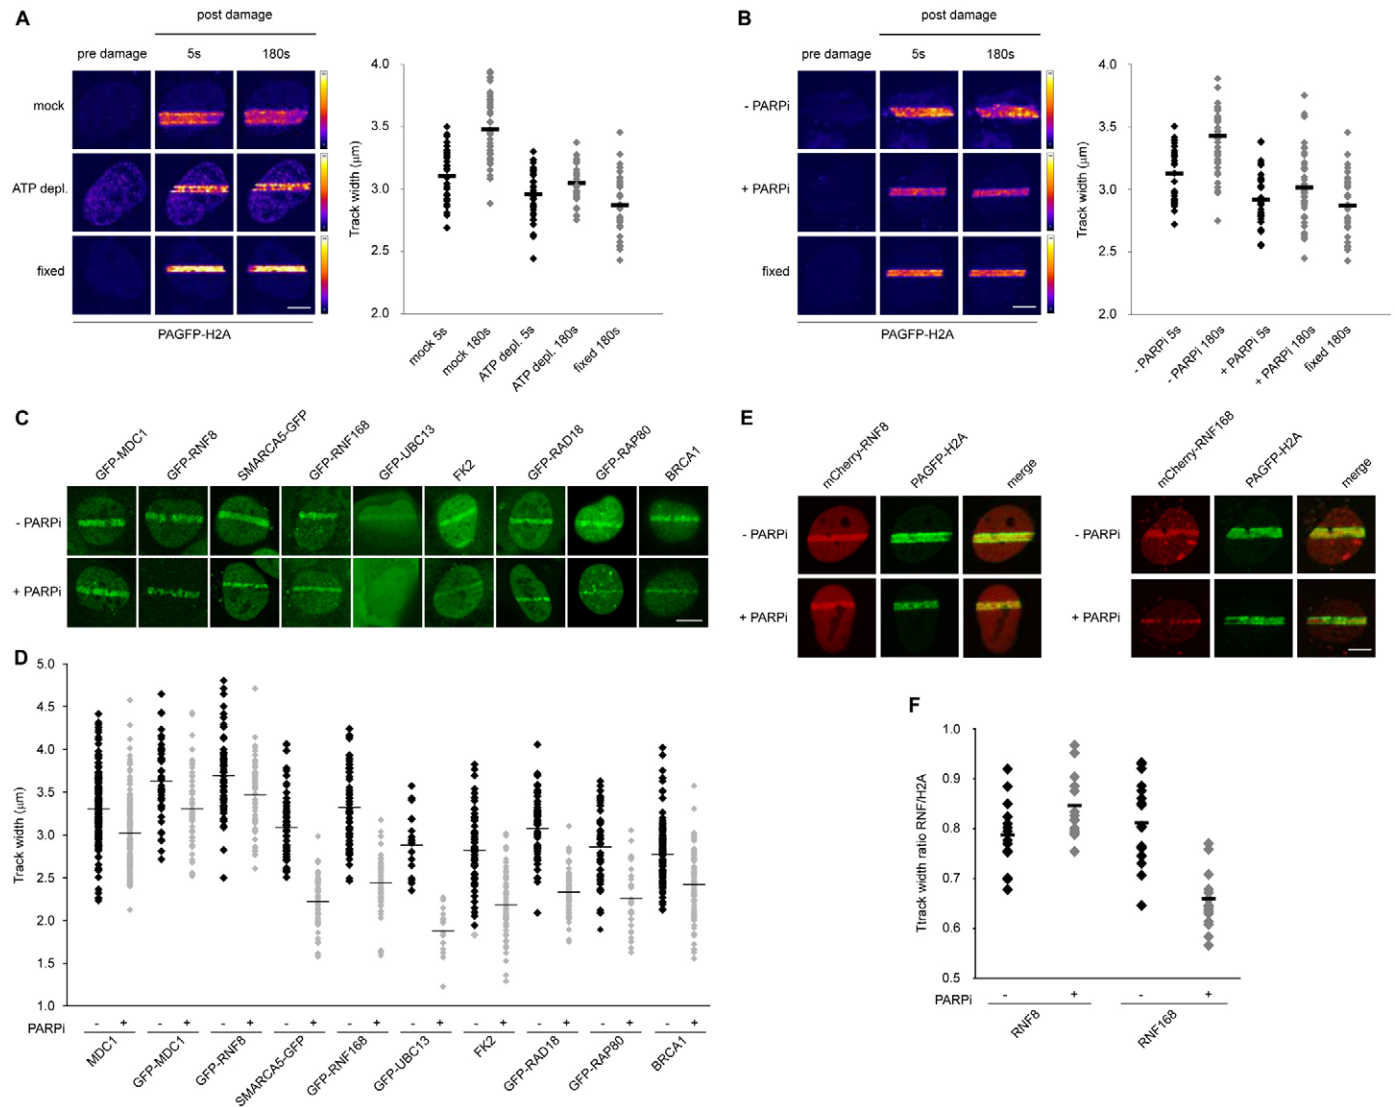 A
post damage
pre damage 5s 180s
mock
ATP depl.
fixed
PAGFP-H2A
4.0
3.5
3.0
2.5
2.0
Track width (μm)
mock 5s
mock 180s
ATP depl. 5s
ATP depl. 180s
fixed 180s
B
post damage
pre damage 5s 180s
- PARPi
+ PARPi
fixed
PAGFP-H2A
4.0
3.5
3.0
2.5
2.0
Track width (μm)
- PARPi 5s
- PARPi 180s
+ PARPi 5s
+ PARPi 180s
fixed 180s
C
GFP-MDC1
GFP-RNF8
SMARCA5-GFP
GFP-RNF168
GFP-UBC13
FK2
GFP-RAD18
GFP-RAP80
BRCA1
- PARPi
+ PARPi
D
5.0
4.5
4.0
3.5
3.0
2.5
2.0
1.5
1.0
Track width (μm)
PARPi - + - + - + - + - + - + - + - + - + - +
MDC1
GFP-MDC1
GFP-RNF8
SMARCA5-GFP
GFP-RNF168
GFP-UBC13
FK2
GFP-RAD18
GFP-RAP80
BRCA1
E
mCherry-RNF8
PAGFP-H2A
merge
- PARPi
+ PARPi
mCherry-RNF168
PAGFP-H2A
merge
- PARPi
+ PARPi
F
1.0
0.9
0.8
0.7
0.6
0.5
Ttrack width ratio RNF/H2A
PARPi - + - +
RNF8
RNF168